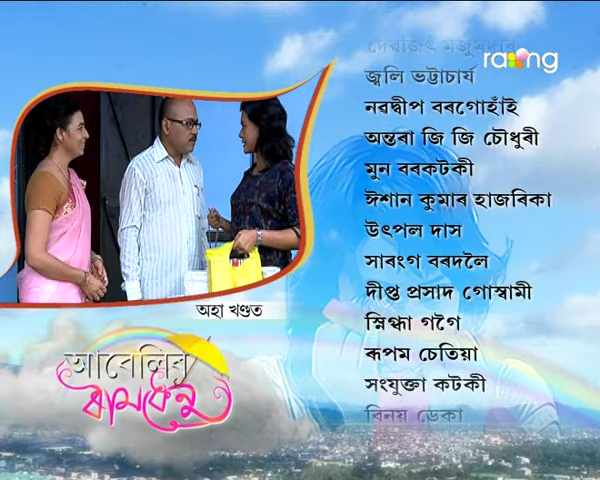 দেৱাজৎ মজুমদাৰ
rang
জ্বলি ভট্টাচাৰ্য
নৱদ্বীপ বৰগোহাঁই
অন্তৰা জি জি চৌধুৰী
মুন বৰকটকী
ঈশান কুমাৰ হাজৰিকা
উৎপল দাস
সাৰংগ বৰদলৈ
দীপ্ত প্ৰসাদ গোস্বামী
স্নিগ্ধা গগৈ
ৰূপম চেতিয়া
সংযুক্তা কটকী
বিনয় ডেকা
অহা খণ্ডত
আবেলিৰ
ৰামধেনু